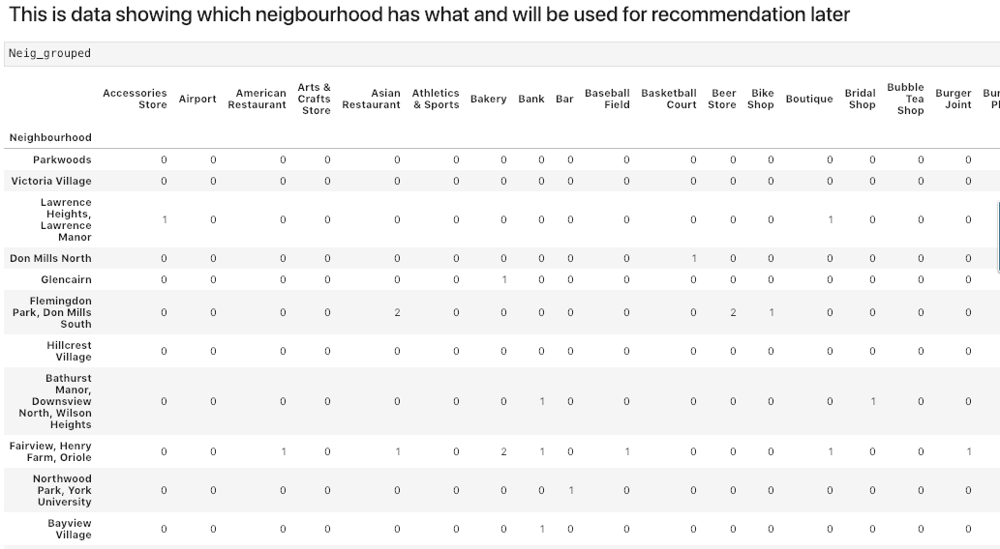 This is data showing which neigbourhood has what and will be used for recommendation later
Neig_grouped
Accessories Store Airport American Restaurant Arts & Crafts Store Asian Restaurant Athletics & Sports Bakery Bank Bar Baseball Field Basketball Court Beer Store Bike Shop Boutique Bridal Shop Bubble Tea Shop Burger Joint
Neighbourhood
Parkwoods 0 0 0 0 0 0 0 0 0 0 0 0 0 0 0 0 0
Victoria Village 0 0 0 0 0 0 0 0 0 0 0 0 0 0 0 0 0
Lawrence Heights, Lawrence Manor 1 0 0 0 0 0 0 0 0 0 0 0 0 1 0 0 0
Don Mills North 0 0 0 0 0 0 0 0 0 0 1 0 0 0 0 0 0
Glencairn 0 0 0 0 0 0 1 0 0 0 0 0 0 0 0 0 0
Flemingdon Park, Don Mills South 0 0 0 0 2 0 0 0 0 0 0 2 1 0 0 0 0
Hillcrest Village 0 0 0 0 0 0 0 0 0 0 0 0 0 0 0 0 0
Bathurst Manor, Downsview North, Wilson Heights 0 0 0 0 0 0 0 1 0 0 0 0 0 0 1 0 0
Fairview, Henry Farm, Oriole 0 0 1 0 1 0 2 1 0 1 0 0 0 1 0 0 1
Northwood Park, York University 0 0 0 0 0 0 0 0 1 0 0 0 0 0 0 0 0
Bayview Village 0 0 0 0 0 0 0 1 0 0 0 0 0 0 0 0 0